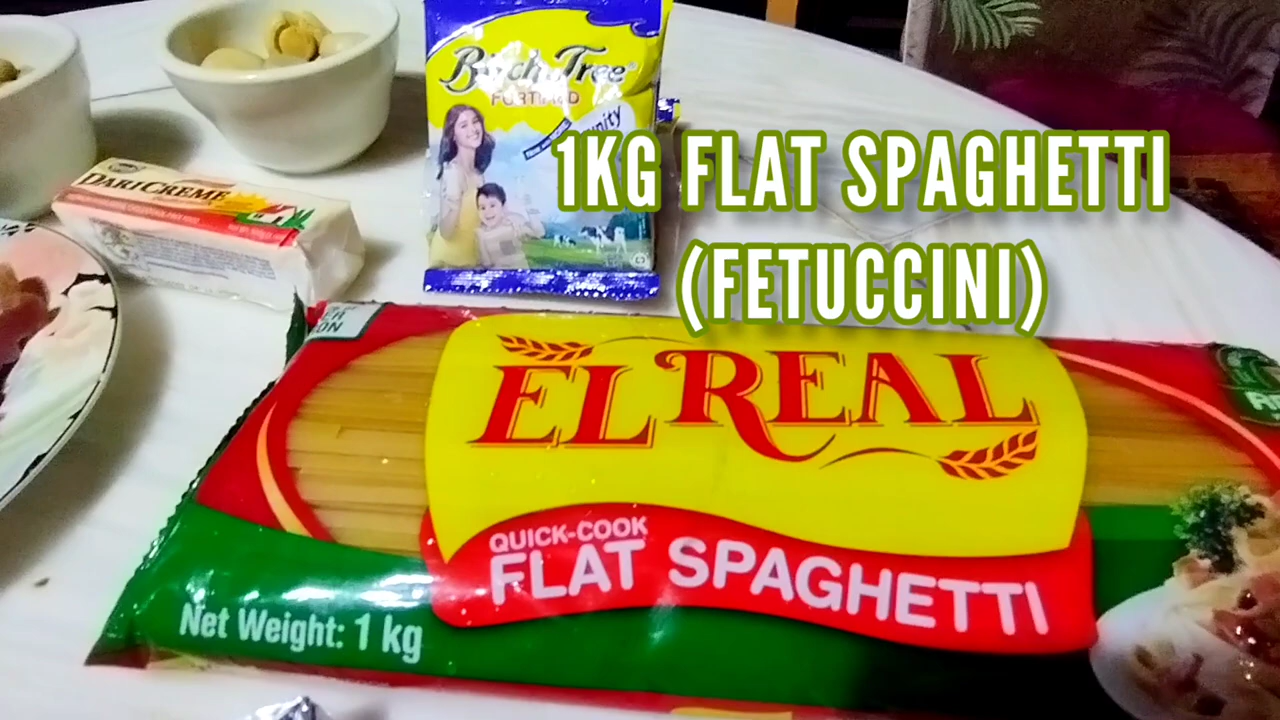 Birch Tree
FORTIFIED
1KG FLAT SPAGHETTI
(FETUCCINI)
DARI CREME
EL REAL
QUICK-COOK
FLAT SPAGHETTI
Net Weight: 1 kg